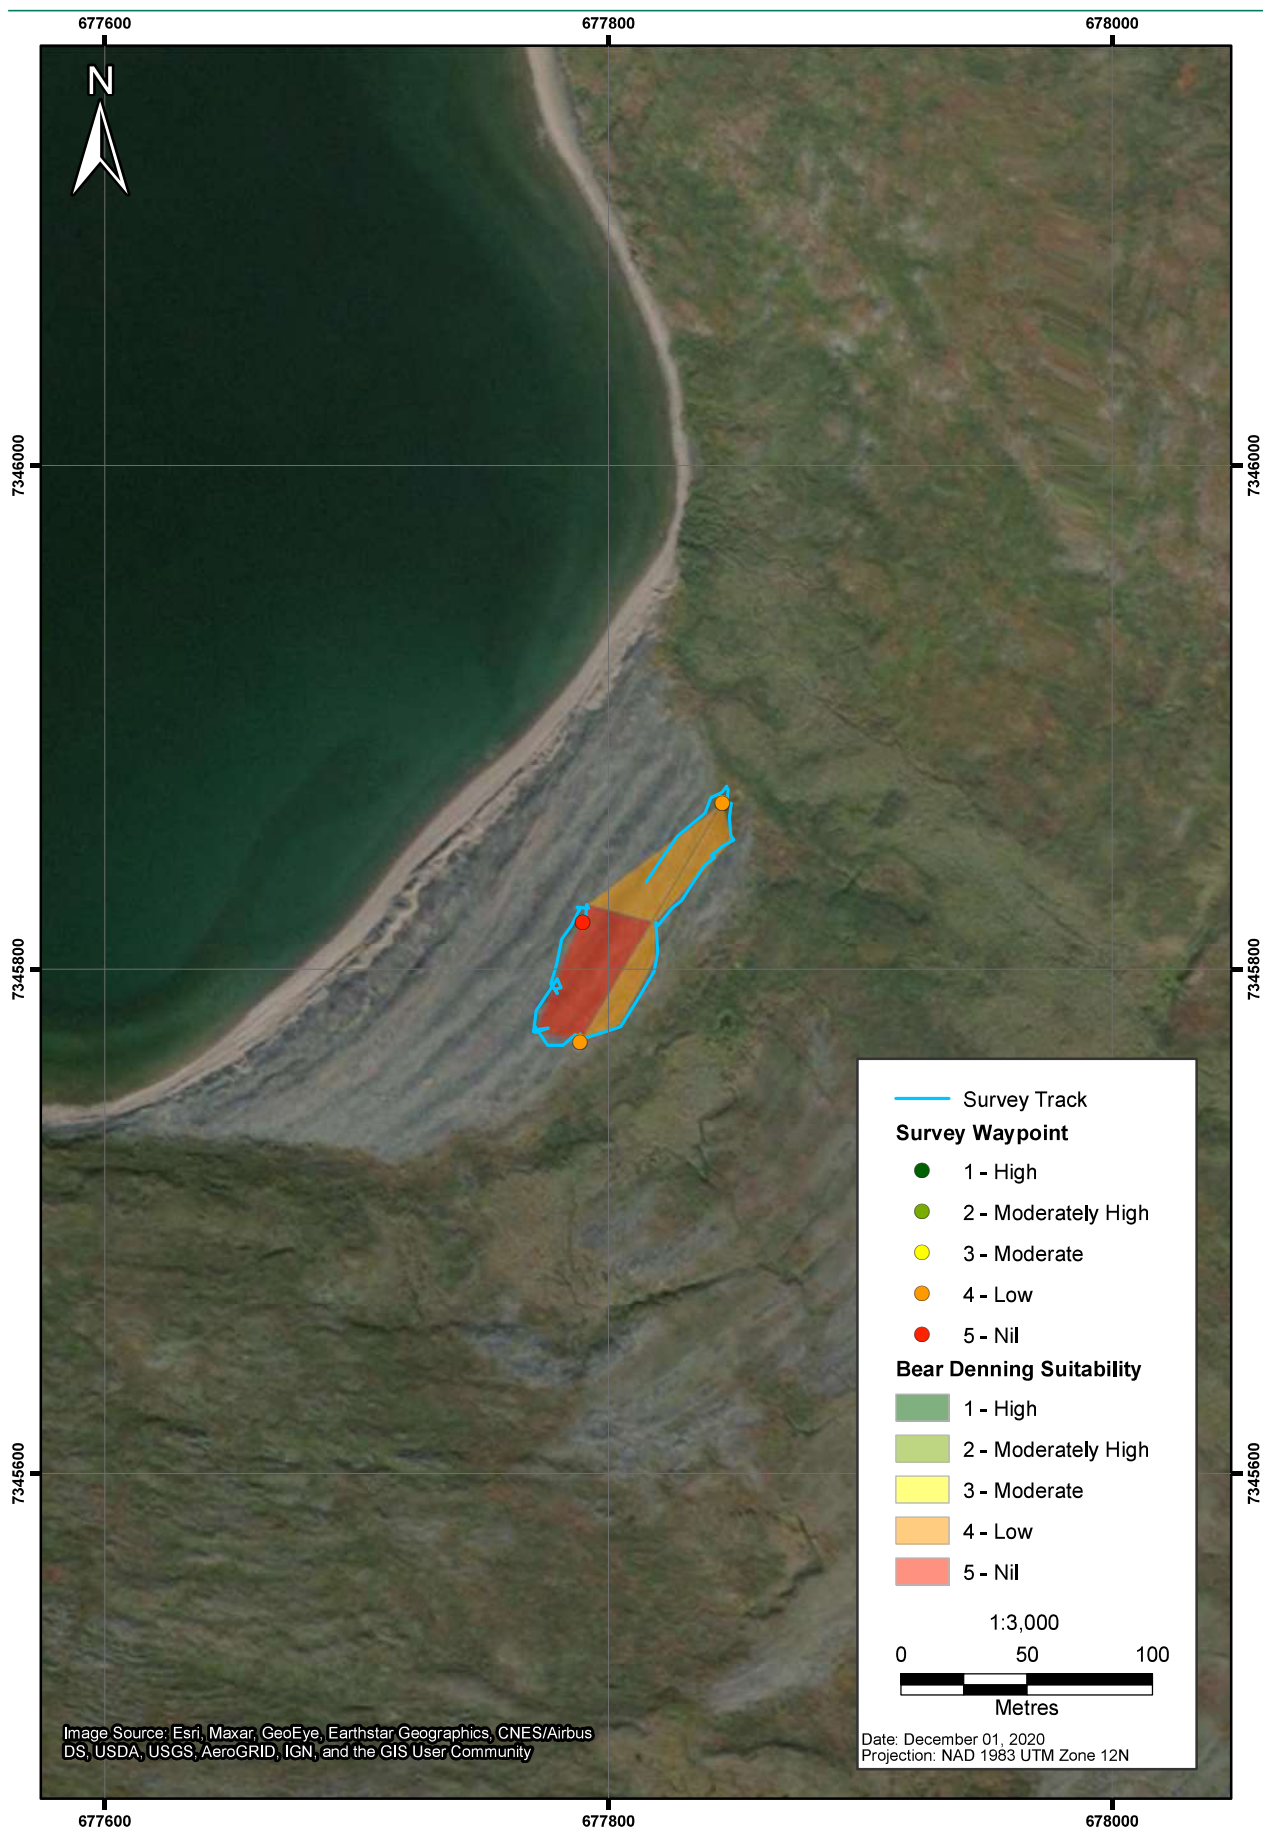 677600 677800 678000
N
7346000 7346000
7345800 7345800
Survey Track
Survey Waypoint
1 - High
2 - Moderately High
3 - Moderate
4 - Low
5 - Nil
Bear Denning Suitability
1 - High
2 - Moderately High
3 - Moderate
4 - Low
5 - Nil
7345600 7345600
1:3,000
0 50 100
Metres
Image Source: Esri, Maxar, GeoEye, Earthstar Geographics, CNES/Airbus
DS, USDA, USGS, AeroGRID, IGN, and the GIS User Community
Date: December 01, 2020
Projection: NAD 1983 UTM Zone 12N
677600 677800 678000